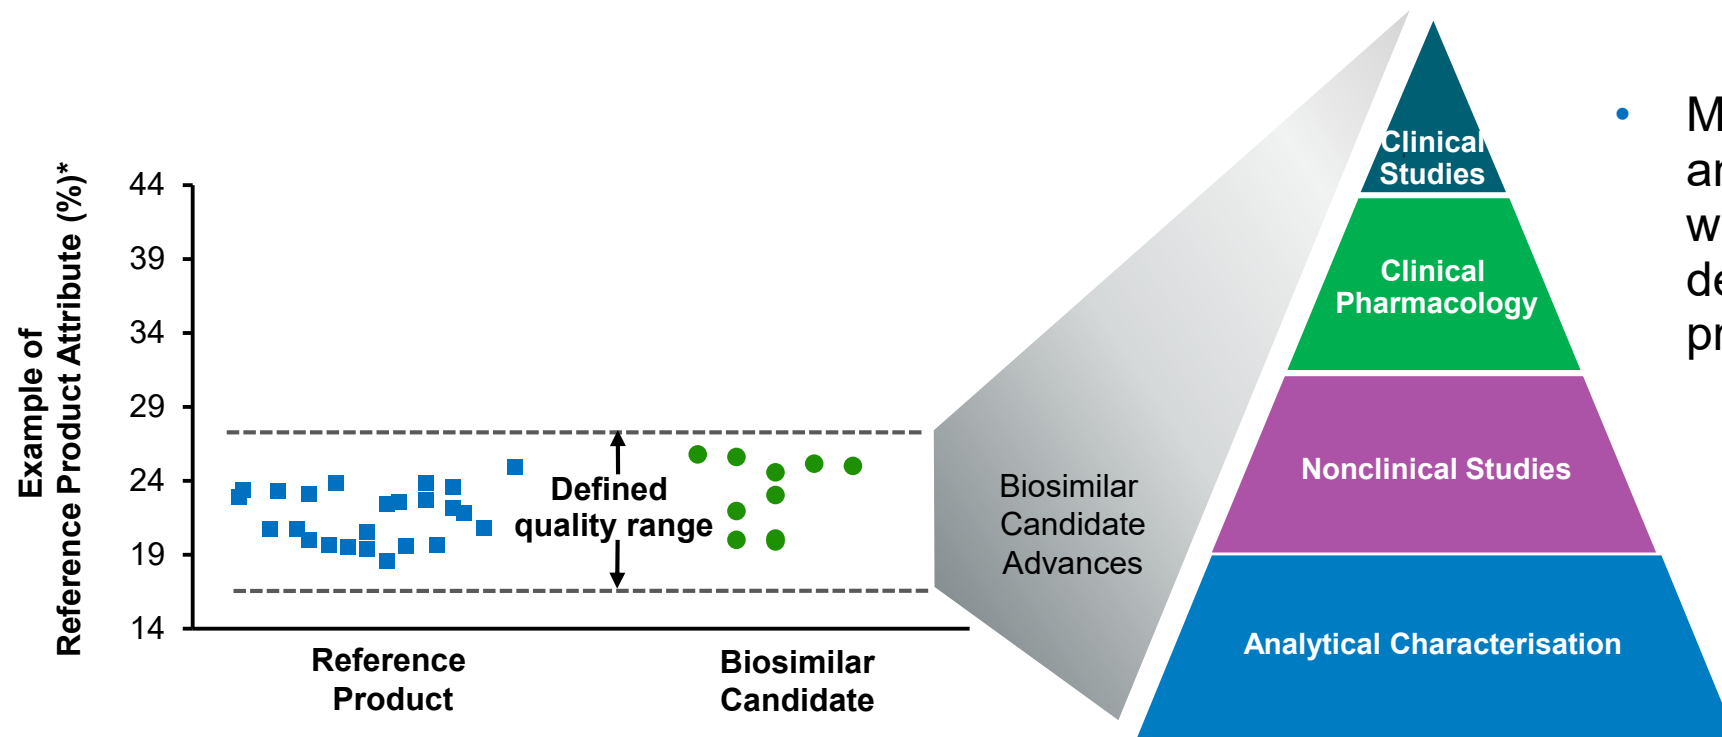 Example of
Reference Product Attribute (%)*
44
39
34
29
24
19
14
Defined
quality range
Reference
Product
Biosimilar
Candidate
Biosimilar
Candidate
Advances
Clinical
Studies
Clinical
Pharmacology
Nonclinical Studies
Analytical Characterisation